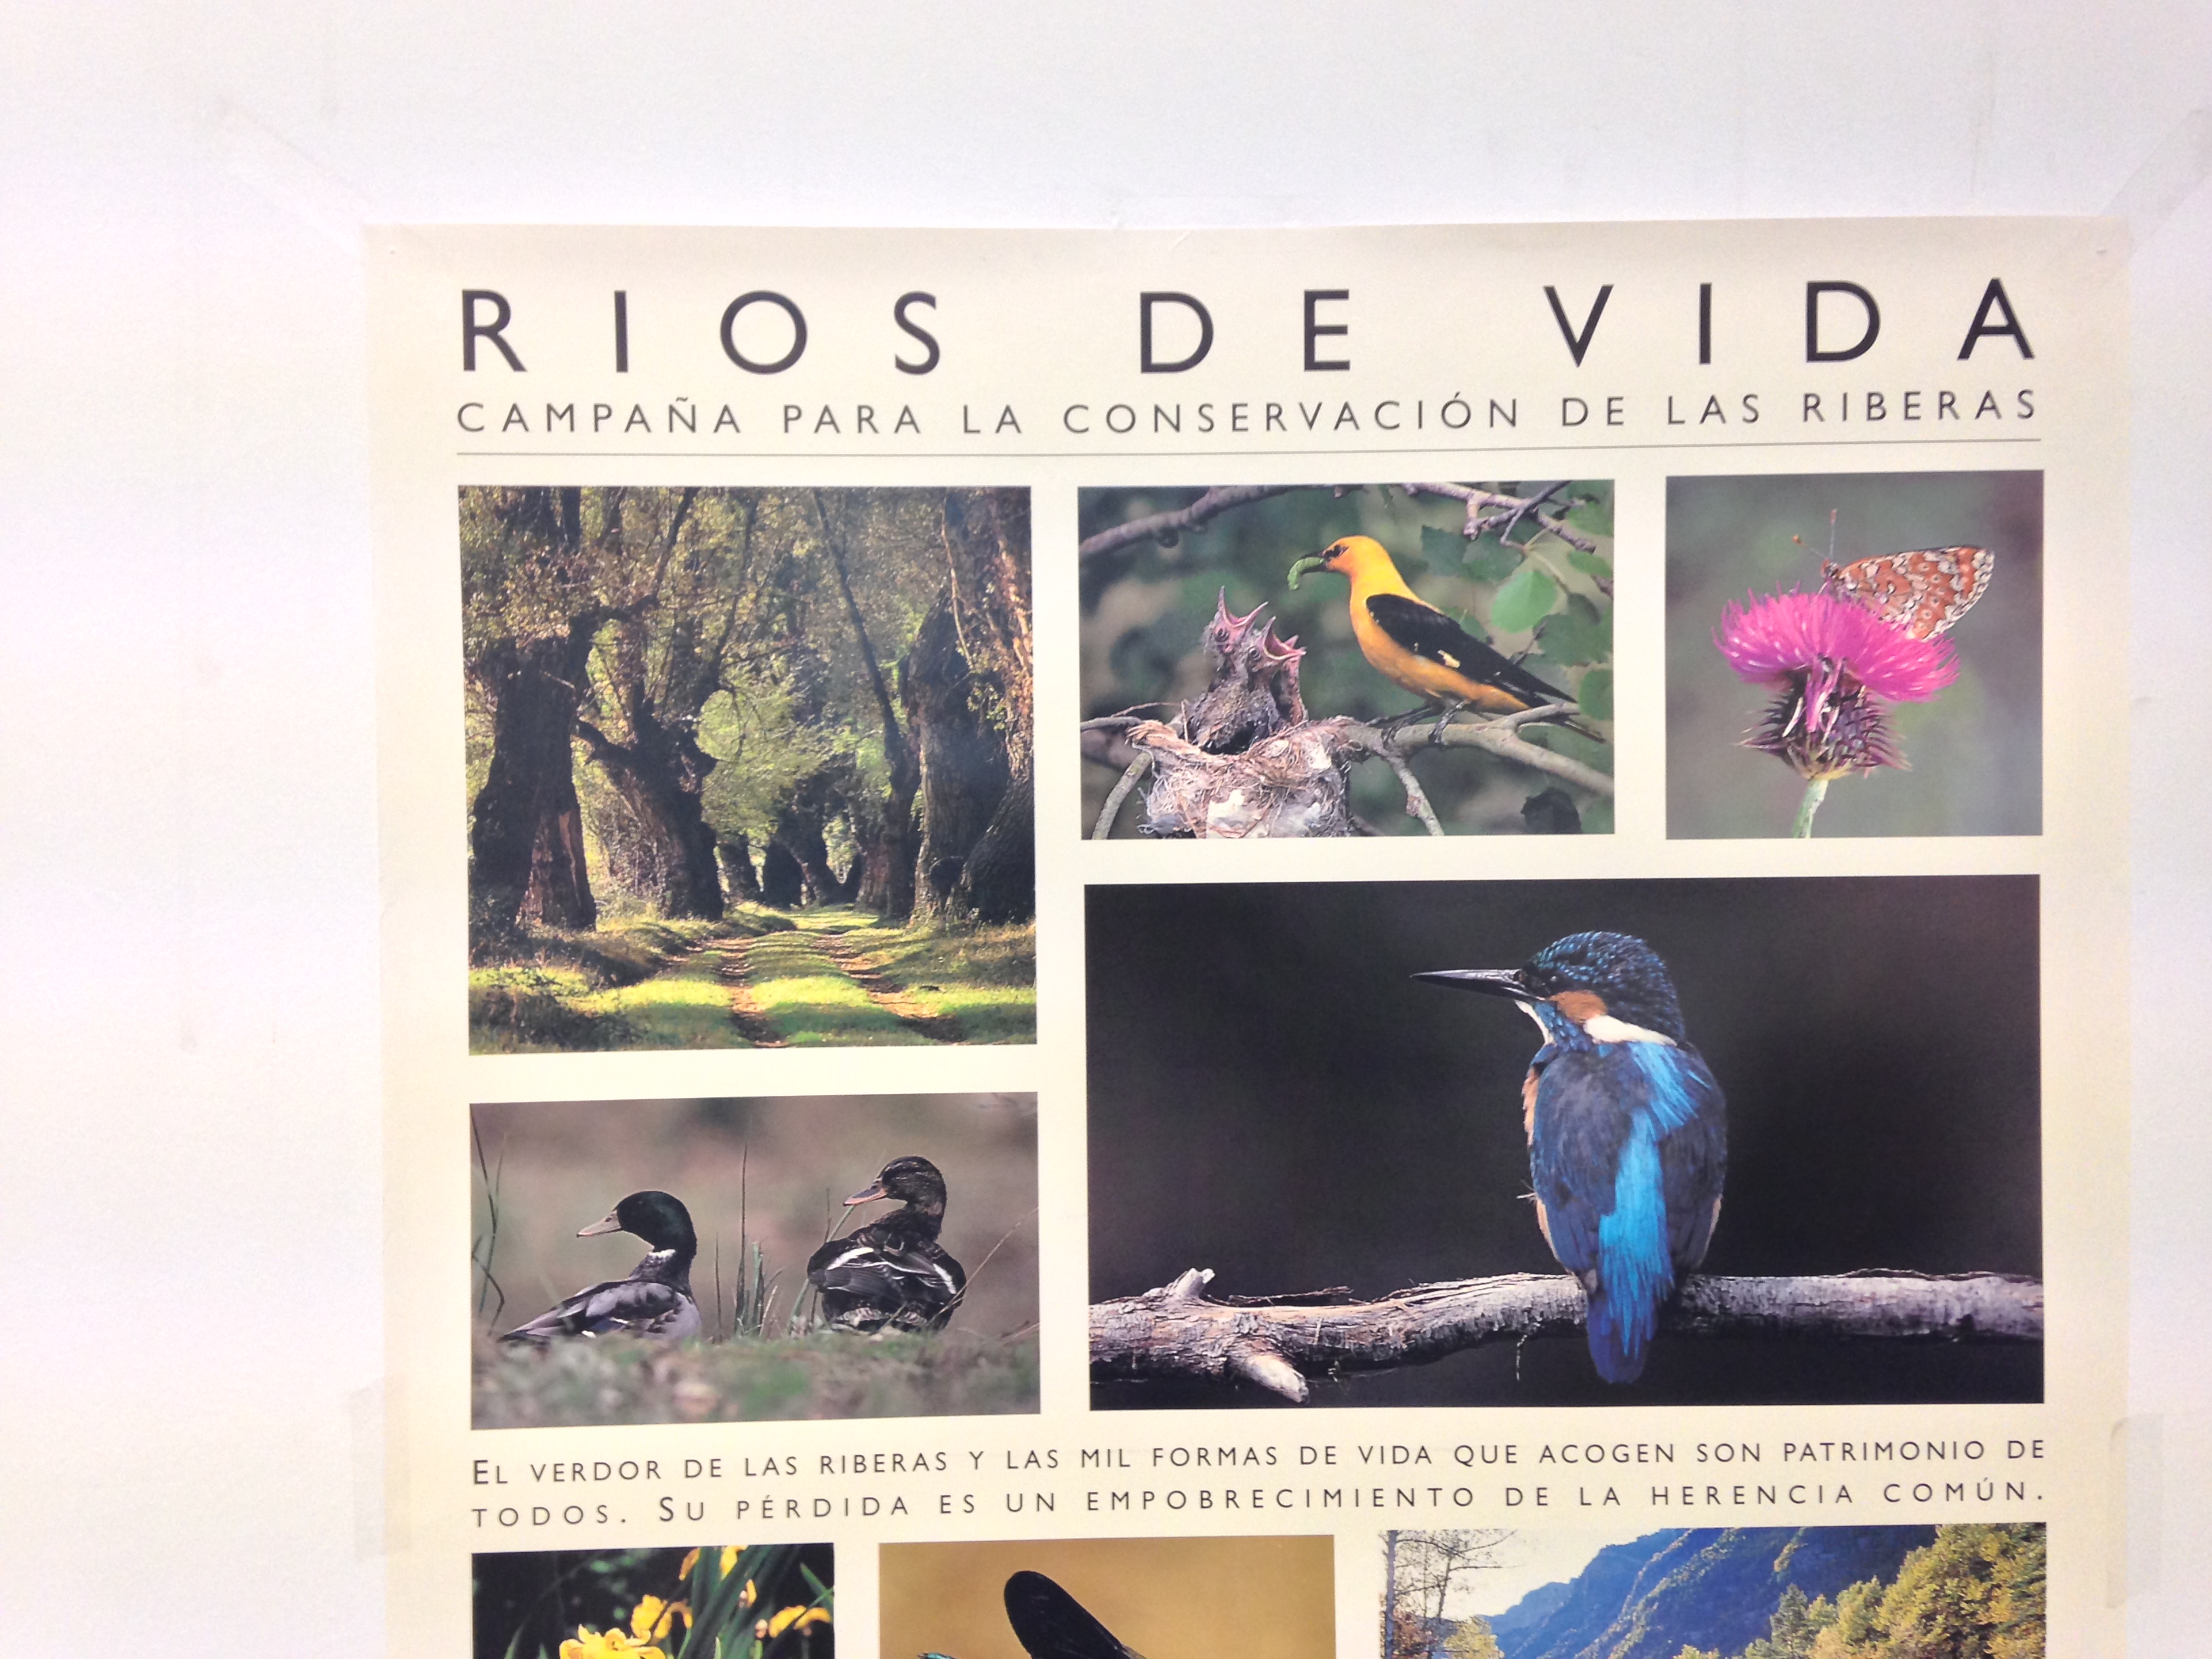 RIOS DE VIDA
CAMPAÑA PARA LA CONSERVACIÓN DE LAS RIBERAS
EL VERDOR DE LAS RIBERAS Y LAS MIL FORMAS DE VIDA QUE ACOGEN SON PATRIMONIO DE
TODOS. SU PÉRDIDA ES UN EMPOBRECIMIENTO DE LA HERENCIA COMÚN.